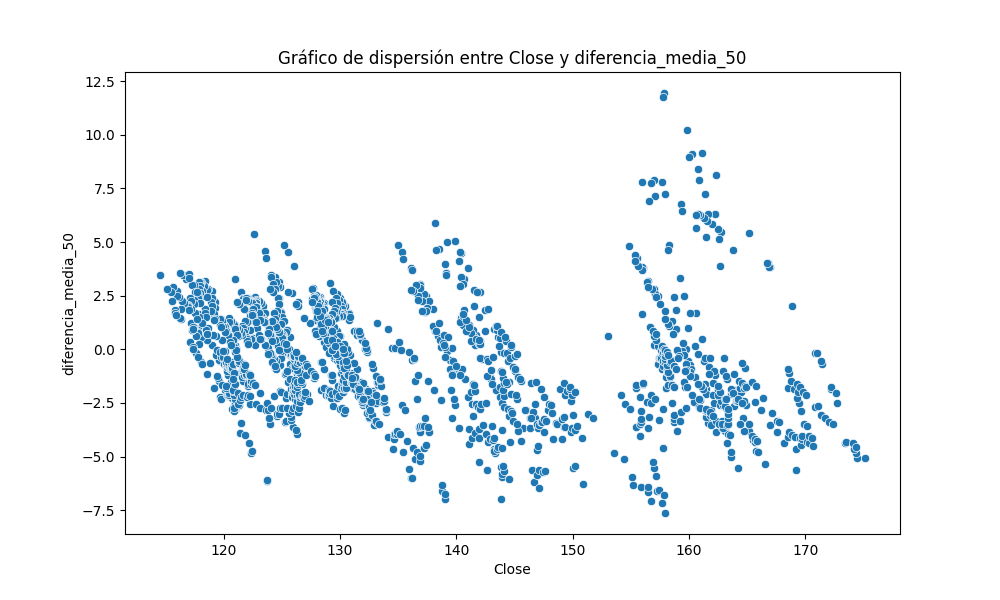 Gráfico de dispersión entre Close y diferencia_media_50
12.5
10.0
7.5
5.0
2.5
0.0
−2.5
−5.0
−7.5
diferencia_media_50
120 130 140 150 160 170
Close